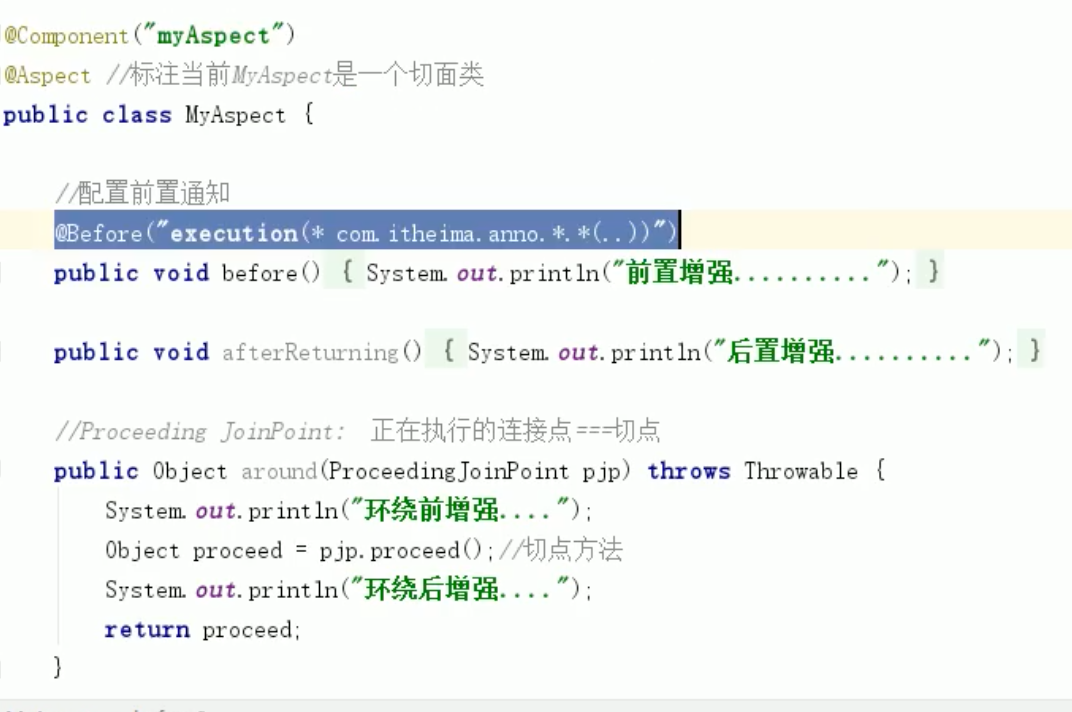 @Component("myAspect")
@Aspect //标注当前MyAspect是一个切面类
public class MyAspect {
//配置前置通知
@Before("execution(* com.itheima.anno.*.*(..))")
public void before() { System.out.println("前置增强.........."); }
public void afterReturning() { System.out.println("后置增强.........."); }
//Proceeding JoinPoint: 正在执行的连接点===切点
public Object around(ProceedingJoinPoint pjp) throws Throwable {
System.out.println("环绕前增强....");
Object proceed = pjp.proceed();//切点方法
System.out.println("环绕后增强....");
return proceed;
}